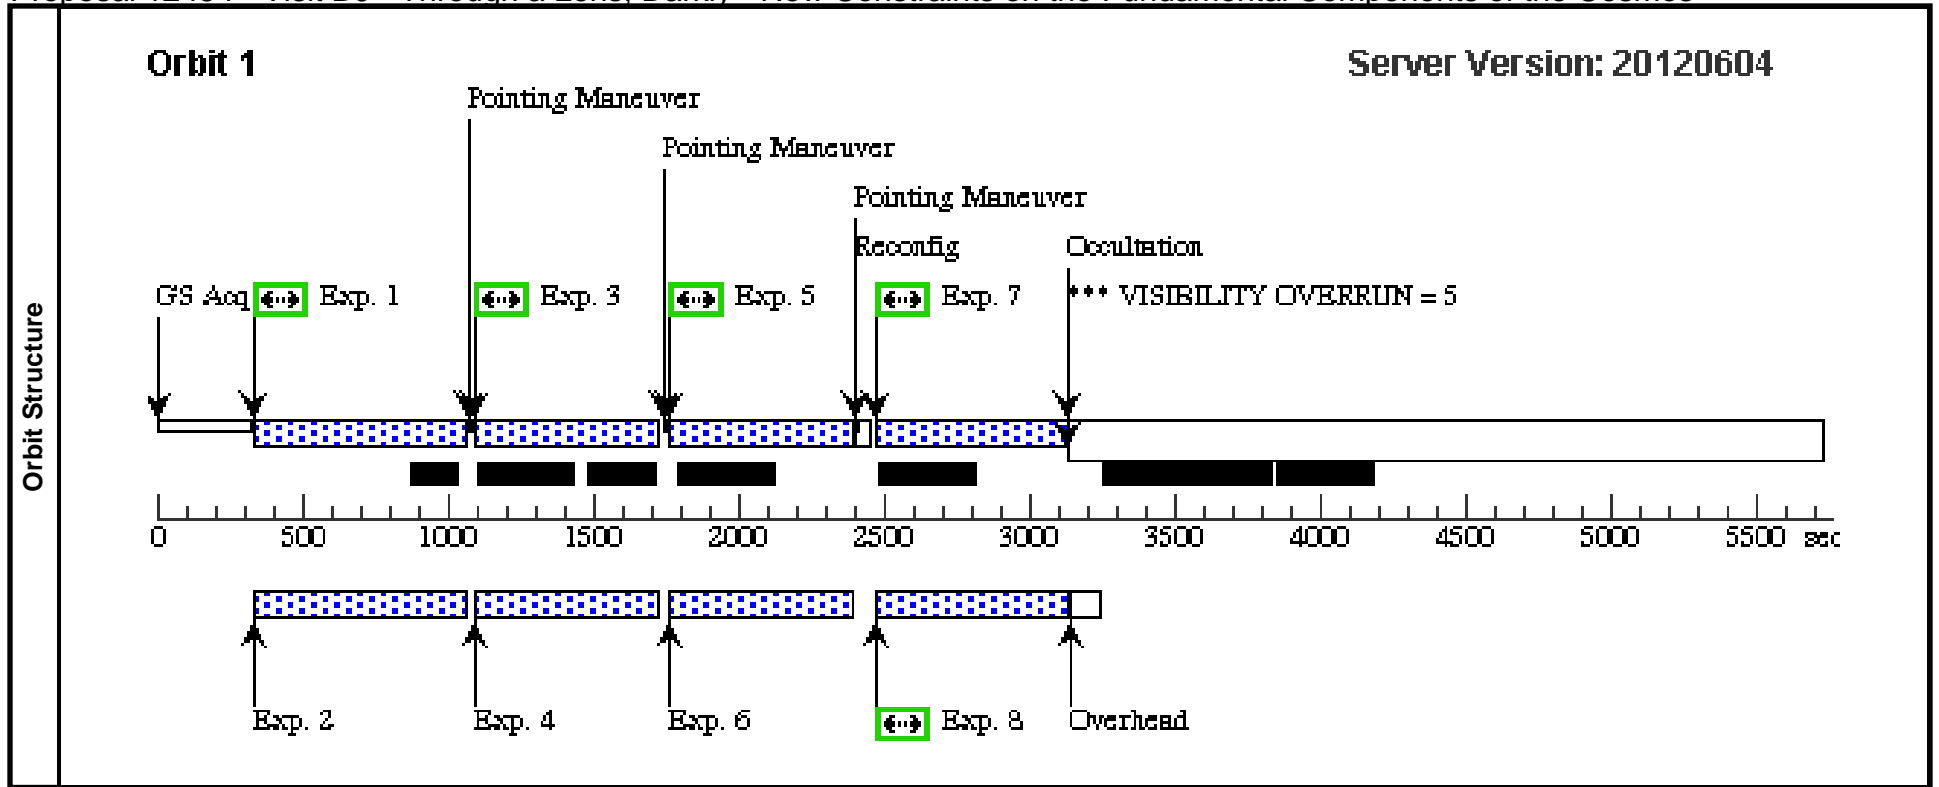 Orbit Structure
Orbit 1
Server Version: 20120604
Pointing Maneuver
Pointing Maneuver
Pointing Maneuver
Reconfig
Occultation
GS Acq
Exp. 1
Exp. 3
Exp. 5
Exp. 7
*** VISIBILITY OVERRUN = 5
0 500 1000 1500 2000 2500 3000 3500 4000 4500 5000 5500 sec
Exp. 2
Exp. 4
Exp. 6
Exp. 8
Overhead